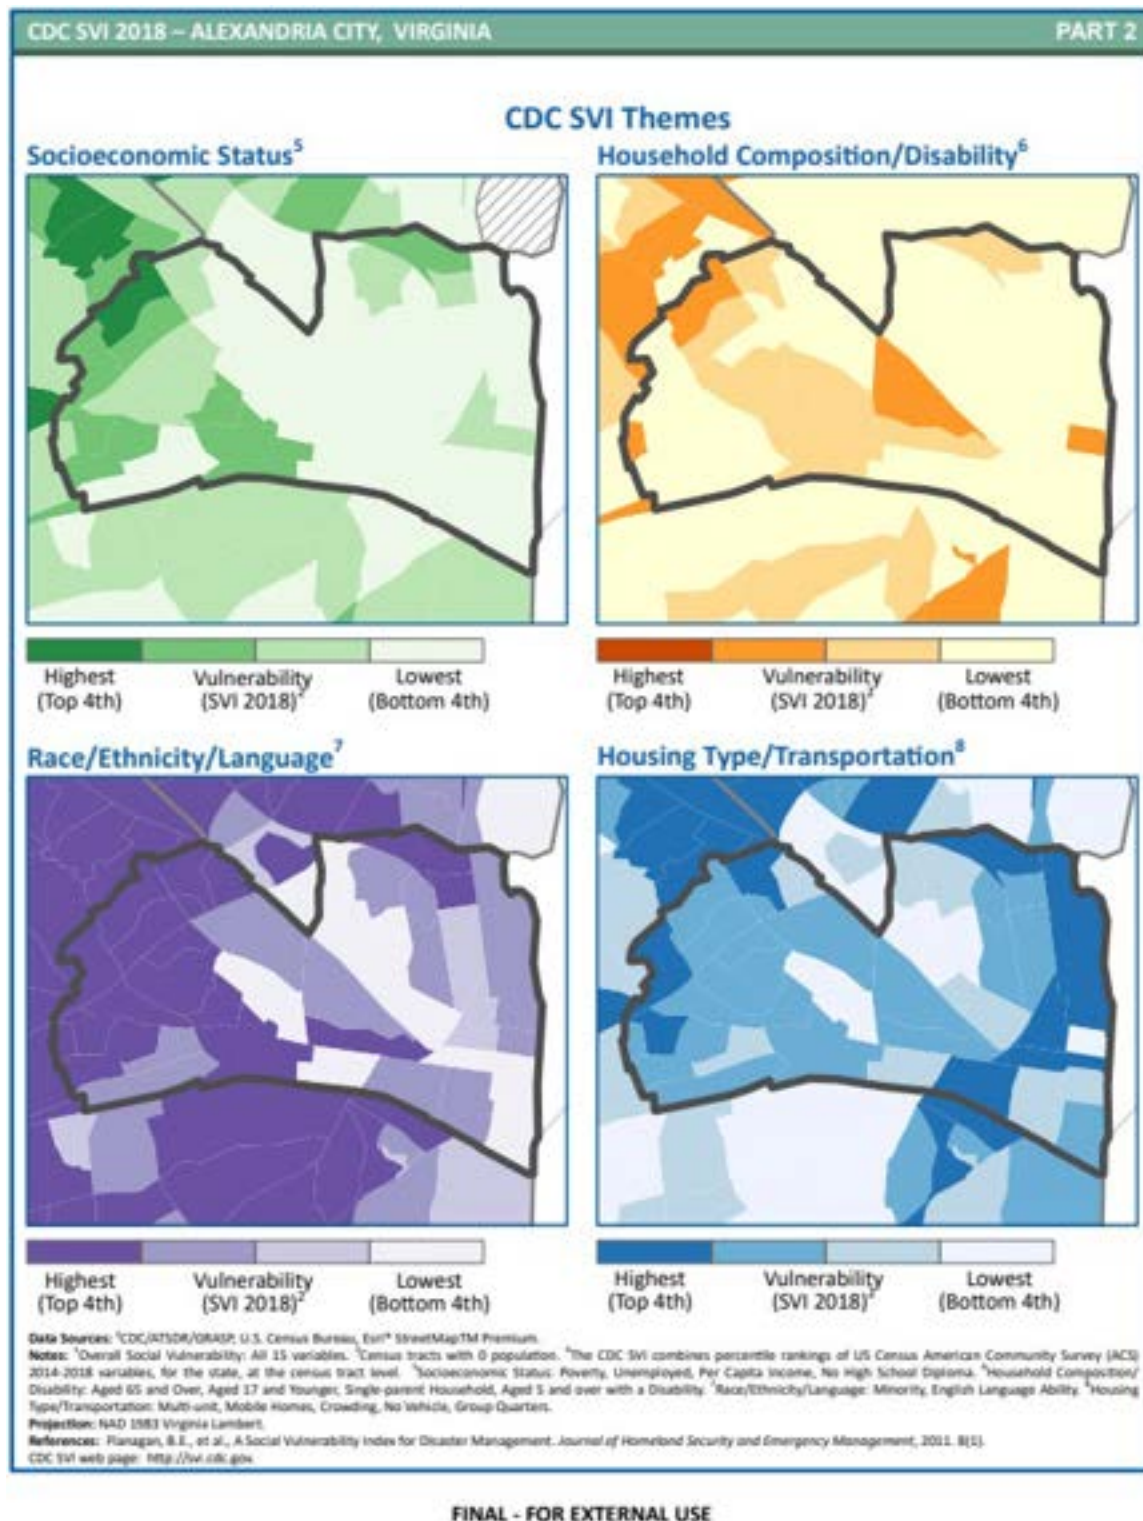 CDC SVI 2018 – ALEXANDRIA CITY, VIRGINIA PART 2
CDC SVI Themes
Socioeconomic Status5 Household Composition/Disability6
Highest (Top 4th) Vulnerability (SVI 2018)2 Lowest (Bottom 4th)
Highest (Top 4th) Vulnerability (SVI 2018)2 Lowest (Bottom 4th)
Race/Ethnicity/Language7 Housing Type/Transportation8
Highest (Top 4th) Vulnerability (SVI 2018)2 Lowest (Bottom 4th)
Highest (Top 4th) Vulnerability (SVI 2018)2 Lowest (Bottom 4th)
Data Sources: 2CDC/ATSDR/GRASP, U.S. Census Bureau, Esri® StreetMapTM Premium.
Notes: 1Overall Social Vulnerability: All 15 variables. 3Census tracts with 0 population. 4The CDC SVI combines percentile rankings of US Census American Community Survey (ACS)
2014-2018 variables, for the state, at the census tract level. 5Socioeconomic Status: Poverty, Unemployed, Per Capita Income, No High School Diploma. 6Household Composition/
Disability: Aged 65 and Over, Aged 17 and Younger, Single-parent Household, Aged 5 and over with a Disability. 7Race/Ethnicity/Language: Minority, English Language Ability. 8Housing
Type/Transportation: Multi-unit, Mobile Homes, Crowding, No Vehicle, Group Quarters.
Projection: NAD 1983 Virginia Lambert.
References: Flanagan, B.E., et al., A Social Vulnerability Index for Disaster Management. Journal of Homeland Security and Emergency Management, 2011. 8(1).
CDC SVI web page: http://svi.cdc.gov
FINAL - FOR EXTERNAL USE